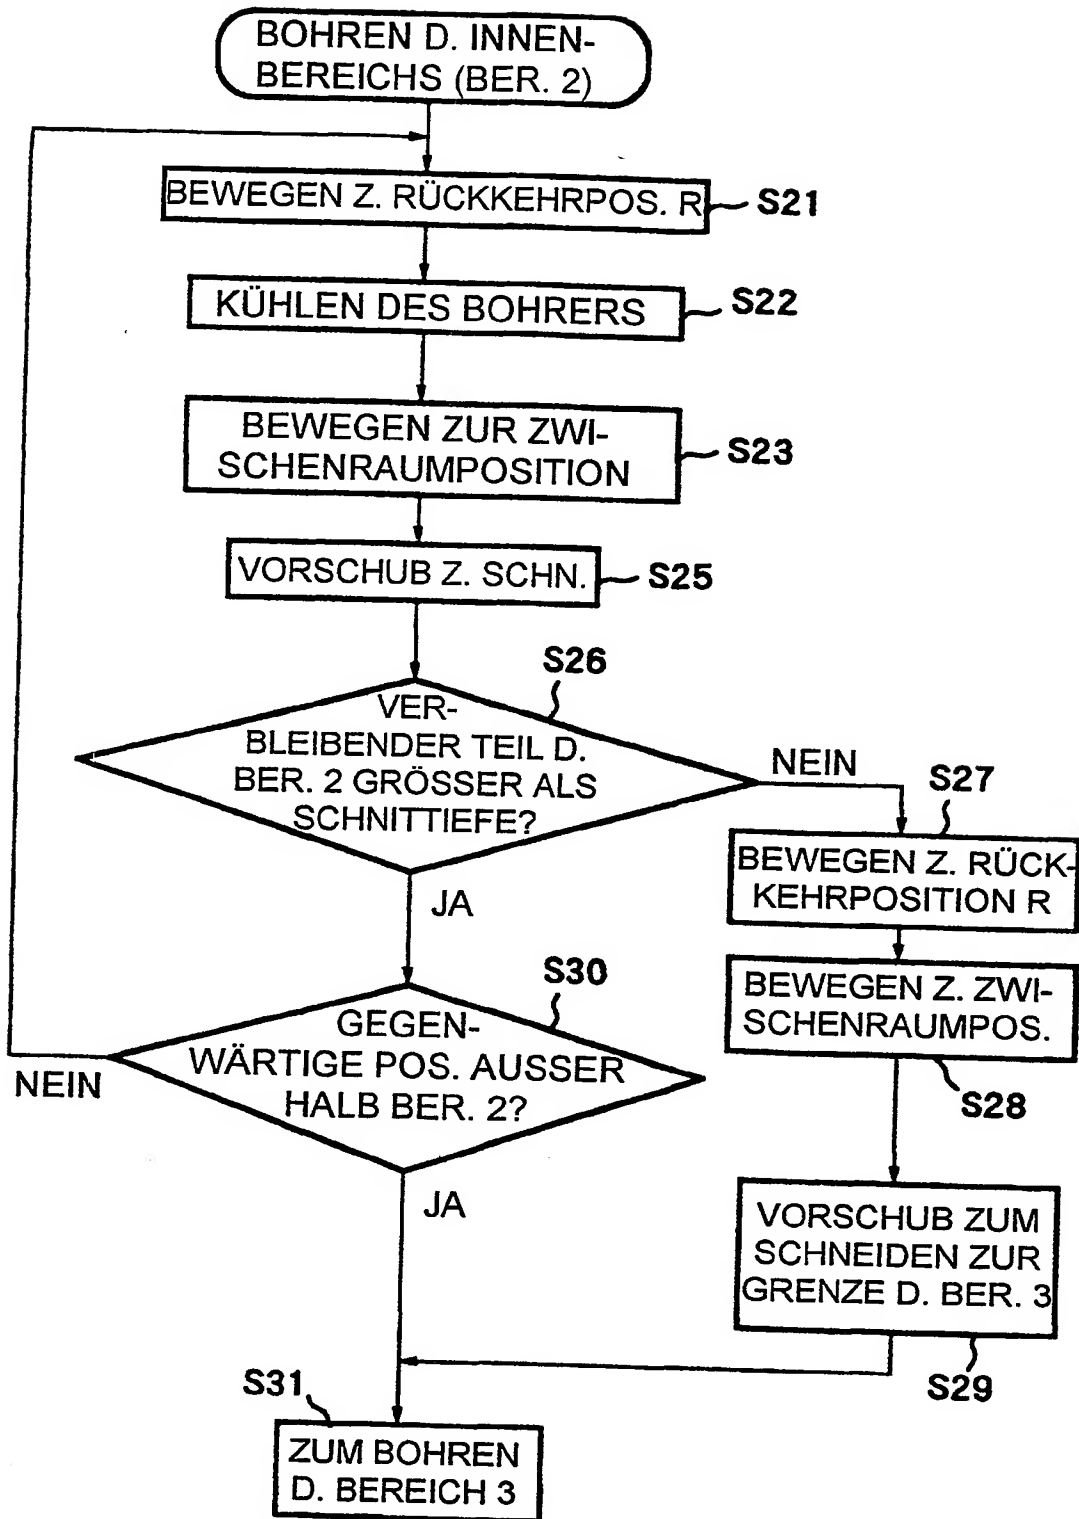 BOHREN D. INNEN-
BEREICHS (BER. 2)
BEWEGEN Z. RÜCKKEHRPOS. R
S21
KÜHLEN DES BOHRERS
S22
BEWEGEN ZUR ZWI-
SCHENRAUMPOSITION
S23
VORSCHUB Z. SCHN.
S25
S26
VER-
BLEIBENDER TEIL D.
BER. 2 GRÖSSER ALS
SCHNITTIEFE?
NEIN
JA
S27
BEWEGEN Z. RÜCK-
KEHRPOSITION R
BEWEGEN Z. ZWI-
SCHENRAUMPOS.
S28
S30
GEGEN-
WÄRTIGE POS. AUSSER
HALB BER. 2?
NEIN
JA
VORSCHUB ZUM
SCHNEIDEN ZUR
GRENZE D. BER. 3
S29
S31
ZUM BOHREN
D. BEREICH 3